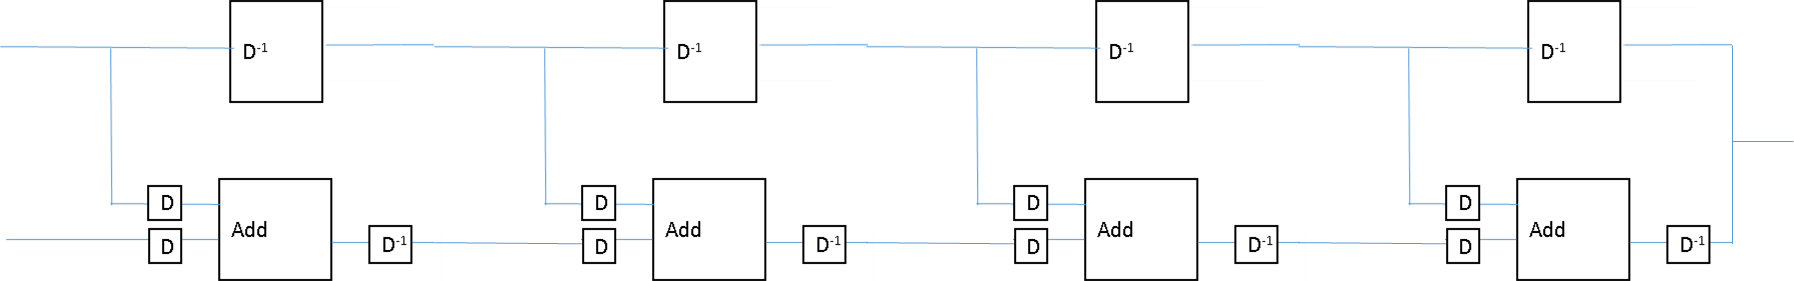 D⁻¹ D⁻¹ D⁻¹ D⁻¹
D D D D
Add Add Add Add
D D⁻¹ D D⁻¹ D D⁻¹ D D⁻¹